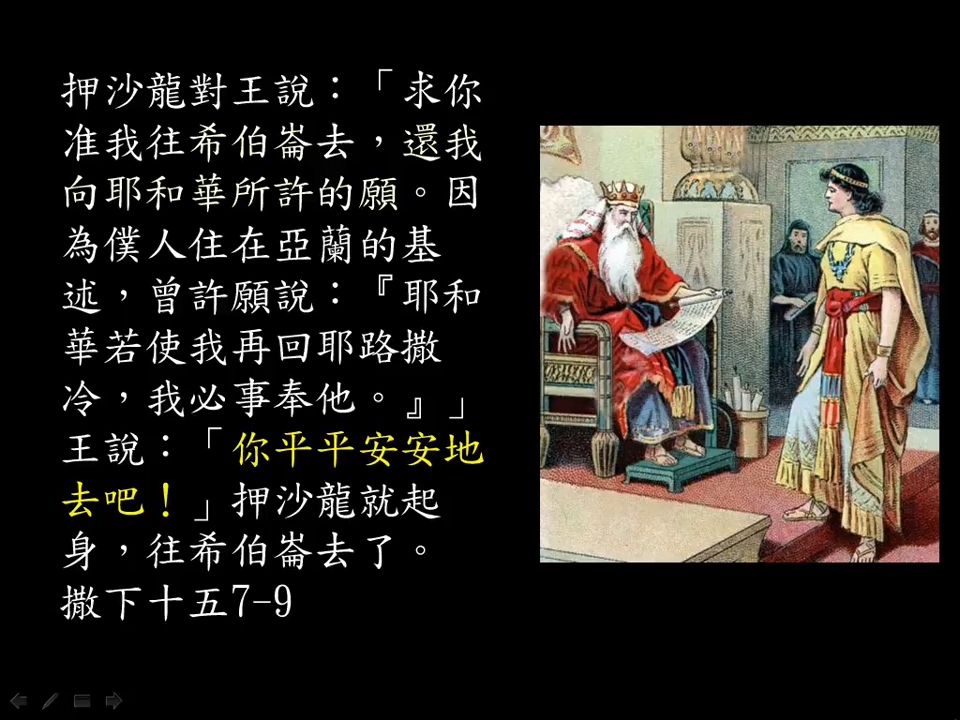 押沙龍對王說：「求你
准我往希伯崙去，還我
向耶和華所許的願。因
為僕人住在亞蘭的基
述，曾許願說：『耶和
華若使我再回耶路撒
冷，我必事奉他。』」
王說：「你平平安安地
去吧！」押沙龍就起
身，往希伯崙去了。
撒下十五7-9